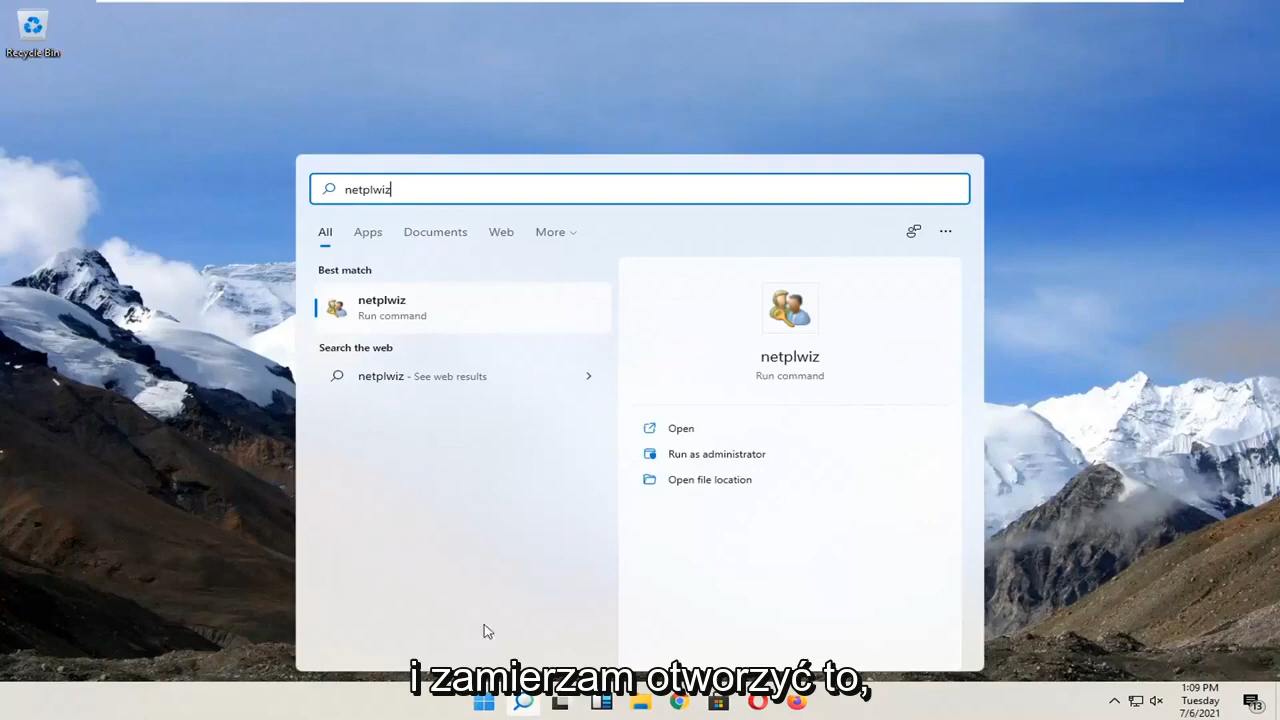 Recycle Bin
netplwiz
All Apps Documents Web More
Best match
netplwiz
Run command
Search the web
netplwiz - See web results
netplwiz
Run command
Open
Run as administrator
Open file location
i zamierzam otworzyć to,
1:09 PM
Tuesday
7/6/2021
13